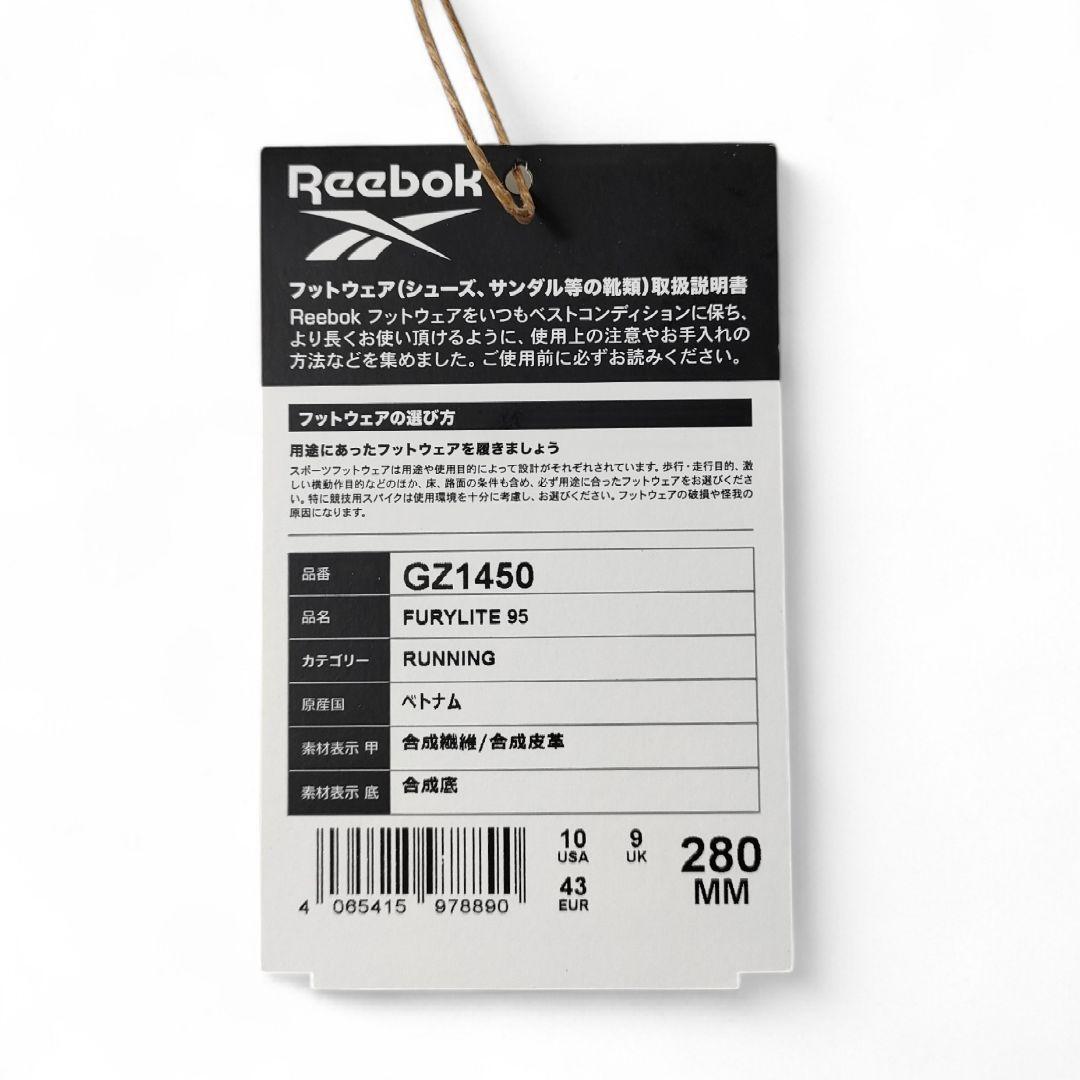 Reebok
フットウェア(シューズ、サンダル等の靴類)取扱説明書
Reebok フットウェアをいつもベストコンディションに保ち、
より長くお使い頂けるように、使用上の注意やお手入れの
方法などを集めました。ご使用前に必ずお読みください。
フットウェアの選び方
用途にあったフットウェアを履きましょう
スポーツフットウェアは用途や使用目的によって設計がそれぞれされています。歩行・走行目的、激
しい横動作目的などのほか、床、路面の条件も含め、必ず用途に合ったフットウェアをお選びくださ
い。特に競技用スパイクは使用環境を十分に考慮し、お選びください。フットウェアの破損や怪我の
原因になります。
品番 GZ1450
品名 FURYLITE 95
カテゴリー RUNNING
原産国 ベトナム
素材表示 甲 合成繊維/合成皮革
素材表示 底 合成底
10 9 280
USA UK MM
43
EUR
4 065415 978890